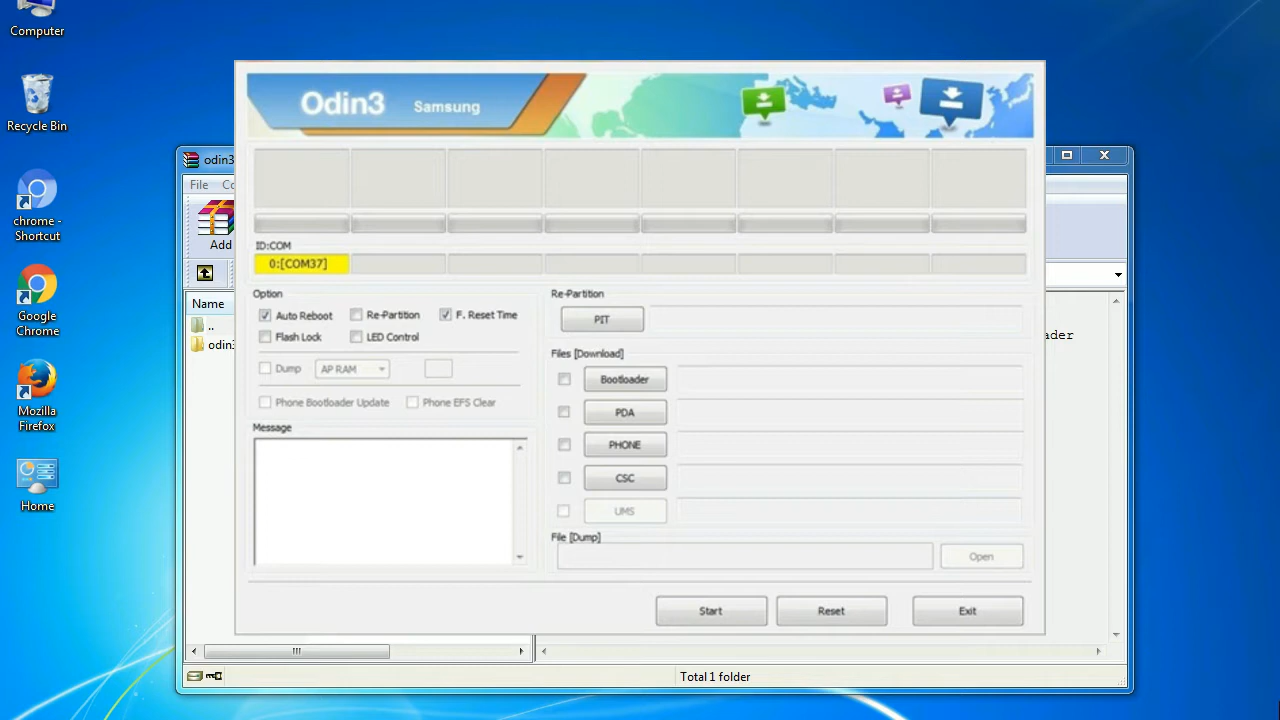 Computer
Recycle Bin
chrome -
Shortcut
Google
Chrome
Mozilla
Firefox
Home
odin3
File Co
Add
Name
..
odin3
ader
Total 1 folder
Odin3 Samsung
ID:COM
0:[COM37]
Option
Auto Reboot Re-Partition F. Reset Time
Flash Lock LED Control
Dump AP RAM
Phone Bootloader Update Phone EFS Clear
Message
Re-Partition
PIT
Files [Download]
Bootloader
PDA
PHONE
CSC
UMS
File [Dump]
Open
Start Reset Exit